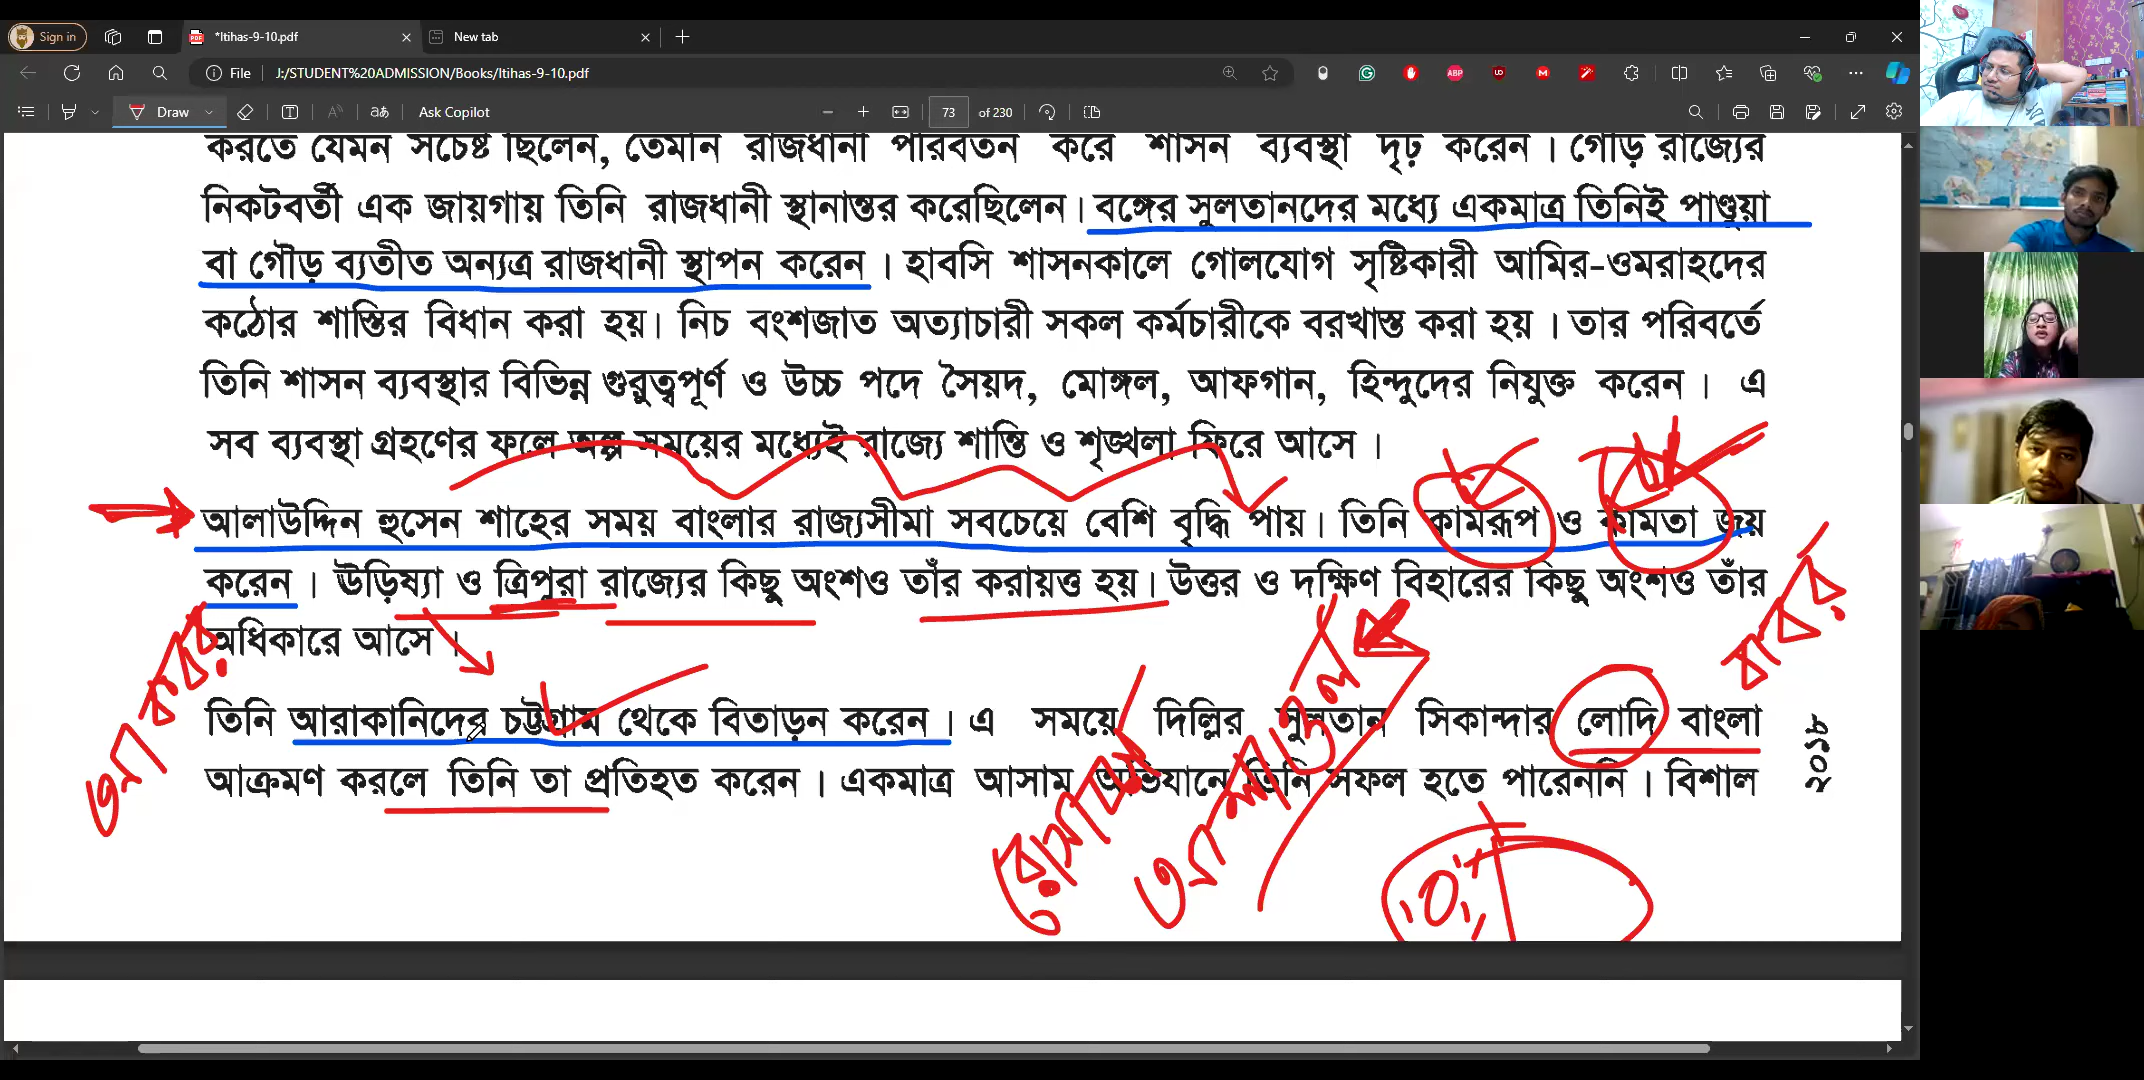 Sign in
*Itihas-9-10.pdf
New tab
File
J:/STUDENT%20ADMISSION/Books/Itihas-9-10.pdf
Draw
aあ
Ask Copilot
73
of 230
করতে যেমন সচেষ্ট ছিলেন, তেমনি রাজধানী পরিবর্তন করে শাসন ব্যবস্থা দৃঢ় করেন। গৌড় রাজ্যের
নিকটবর্তী এক জায়গায় তিনি রাজধানী স্থানান্তর করেছিলেন। বঙ্গের সুলতানদের মধ্যে একমাত্র তিনিই পাণ্ডুয়া
বা গৌড় ব্যতীত অন্যত্র রাজধানী স্থাপন করেন। হাবসি শাসনকালে গোলযোগ সৃষ্টিকারী আমির-ওমরাহদের
কঠোর শাস্তির বিধান করা হয়। নিচ বংশজাত অত্যাচারী সকল কর্মচারীকে বরখাস্ত করা হয়। তার পরিবর্তে
তিনি শাসন ব্যবস্থার বিভিন্ন গুরুত্বপূর্ণ ও উচ্চ পদে সৈয়দ, মোঙ্গল, আফগান, হিন্দুদের নিযুক্ত করেন। এ
সব ব্যবস্থা গ্রহণের ফলে অল্প সময়ের মধ্যেই রাজ্যে শান্তি ও শৃঙ্খলা ফিরে আসে।
আলাউদ্দিন হুসেন শাহের সময় বাংলার রাজ্যসীমা সবচেয়ে বেশি বৃদ্ধি পায়। তিনি কামরূপ ও কামতা জয়
করেন। ঊড়িষ্যা ও ত্রিপুরা রাজ্যের কিছু অংশও তাঁর করায়ত্ত হয়। উত্তর ও দক্ষিণ বিহারের কিছু অংশও তাঁর
অধিকারে আসে।
তিনি আরাকানিদের চট্টগ্রাম থেকে বিতাড়ন করেন। এ সময়ে দিল্লির সুলতান সিকান্দার লোদি বাংলা
আক্রমণ করলে তিনি তা প্রতিহত করেন। একমাত্র আসাম অভিযানে তিনি সফল হতে পারেননি। বিশাল
২০১৮
বাবর